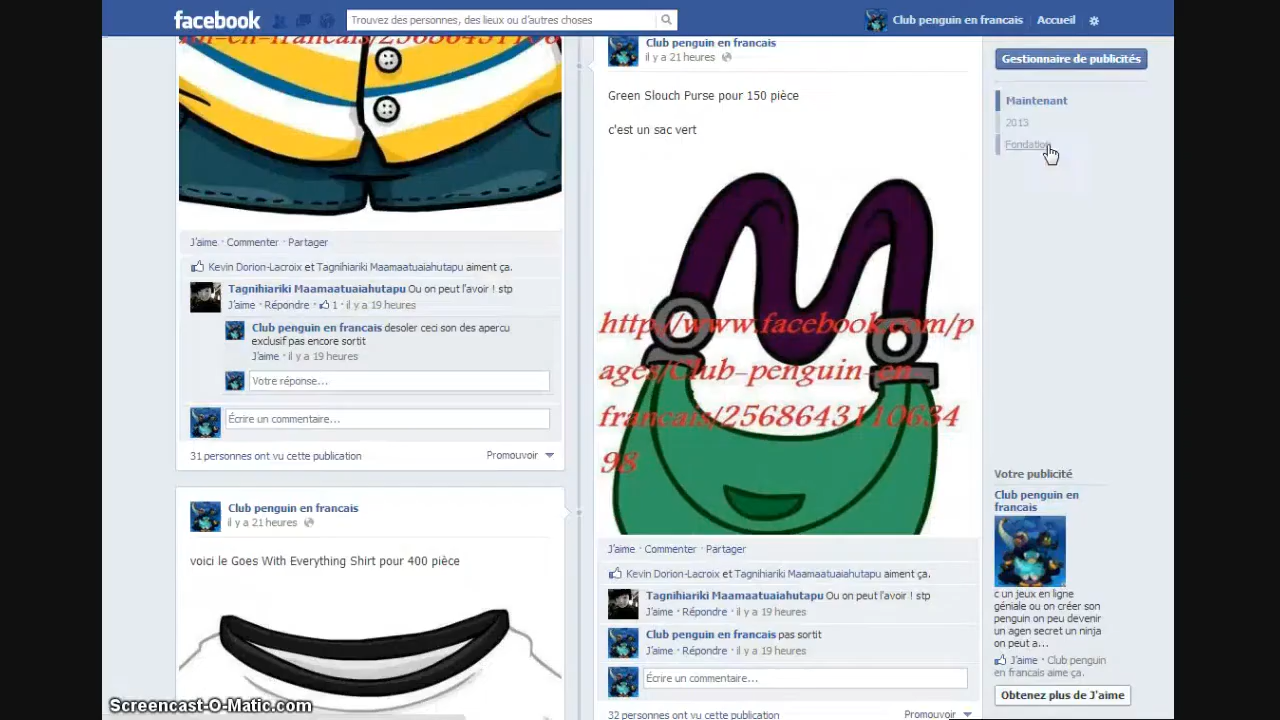 facebook
Trouvez des personnes, des lieux ou d'autres choses
Club penguin en francais
Accueil
Club penguin en francais
il y a 21 heures
Green Slouch Purse pour 150 pièce
c'est un sac vert
http://www.facebook.com/p
ages/Club-penguin-en-
francais/2568643110634
98
J'aime · Commenter · Partager
Kevin Dorion-Lacroix et Tagnihiariki Maamaatuaiahutapu aiment ça.
Tagnihiariki Maamaatuaiahutapu Ou on peut l'avoir ! stp
J'aime · Répondre · il y a 19 heures
Club penguin en francais pas sortit
J'aime · Répondre · il y a 19 heures
Écrire un commentaire...
32 personnes ont vu cette publication
Promouvoir
J'aime · Commenter · Partager
Kevin Dorion-Lacroix et Tagnihiariki Maamaatuaiahutapu aiment ça.
Tagnihiariki Maamaatuaiahutapu Ou on peut l'avoir ! stp
J'aime · Répondre · 1 · il y a 19 heures
Club penguin en francais desoler ceci son des apercu
exclusif pas encore sortit
J'aime · il y a 19 heures
Votre réponse...
Écrire un commentaire...
31 personnes ont vu cette publication
Promouvoir
Club penguin en francais
il y a 21 heures
voici le Goes With Everything Shirt pour 400 pièce
Gestionnaire de publicités
Maintenant
2013
Votre publicité
Club penguin en
francais
c un jeux en ligne
géniale ou on créer son
penguin on peu devenir
un agen secret un ninja
on peut a...
J'aime · Club penguin
en francais aime ça.
Obtenez plus de J'aime
Screencast-O-Matic.com